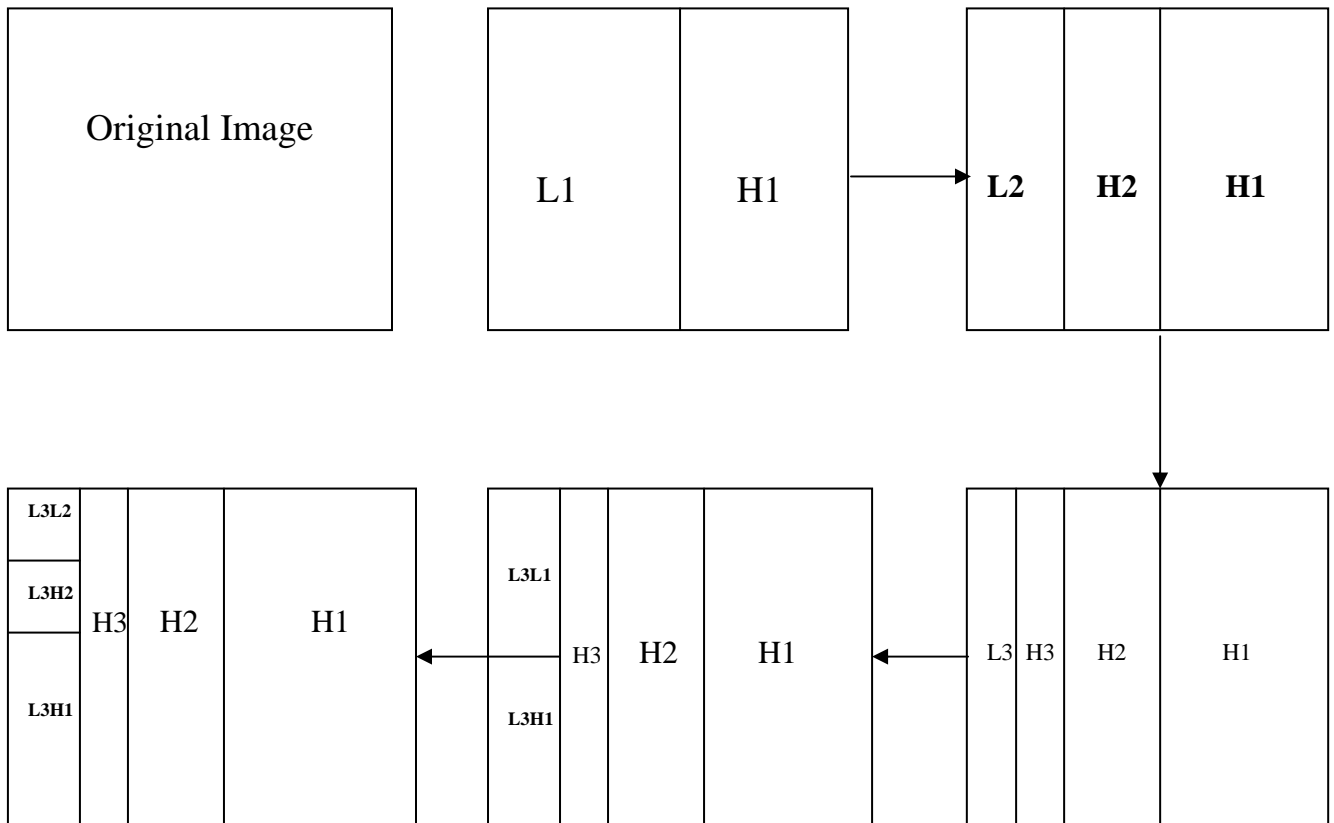 Original Image
L1 H1
L2 H2 H1
L3L2
L3H2
L3H1
H3 H2 H1
L3L1
L3H1
H3 H2 H1
L3 H3 H2 H1